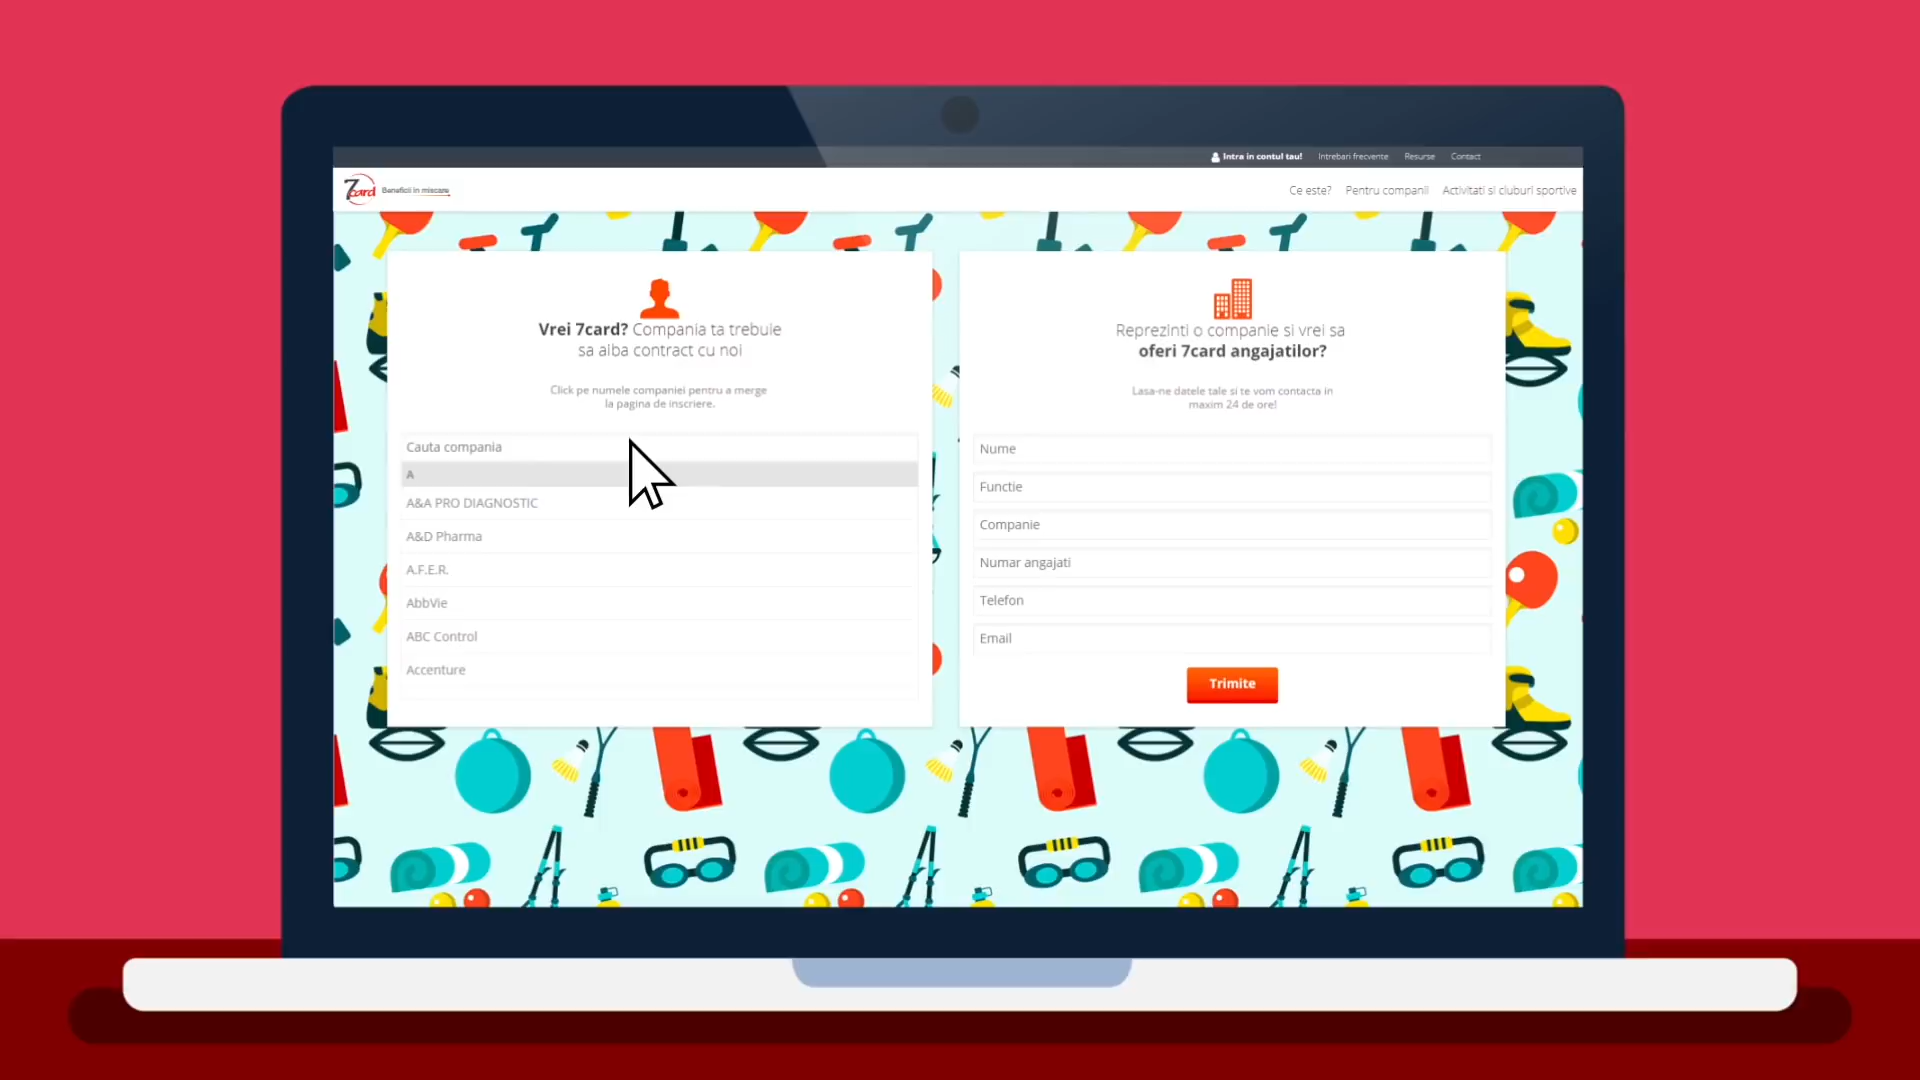 Intra in contul tau! Intrebari frecvente Resurse Contact
7card Beneficii in miscare
Ce este? Pentru companii Activitati si cluburi sportive
Vrei 7card? Compania ta trebuie
sa aiba contract cu noi
Click pe numele companiei pentru a merge
la pagina de inscriere.
Cauta compania
A
A&A PRO DIAGNOSTIC
A&D Pharma
A.F.E.R.
AbbVie
ABC Control
Accenture
Reprezinti o companie si vrei sa
oferi 7card angajatilor?
Lasa-ne datele tale si te vom contacta in
maxim 24 de ore!
Nume
Functie
Companie
Numar angajati
Telefon
Email
Trimite